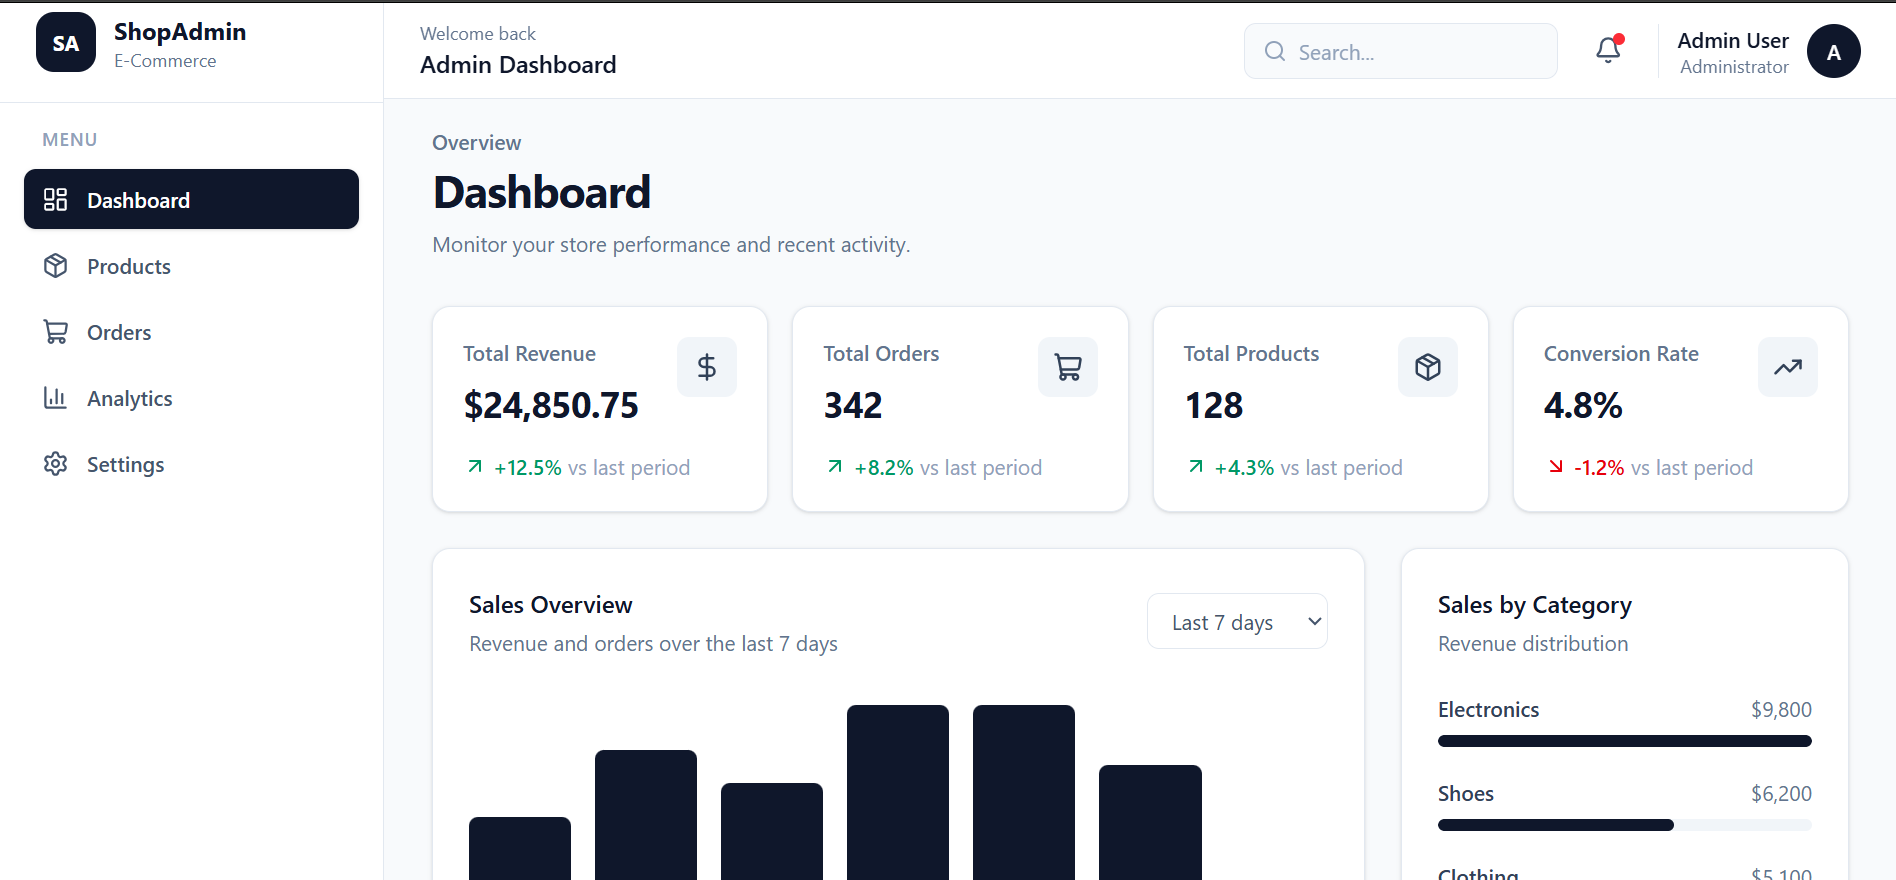 SA
ShopAdmin
E-Commerce
MENU
Dashboard
Products
Orders
Analytics
Settings
Welcome back
Admin Dashboard
Search...
Admin User
Administrator
A
Overview
Dashboard
Monitor your store performance and recent activity.
Total Revenue
$24,850.75
+12.5% vs last period
Total Orders
342
+8.2% vs last period
Total Products
128
+4.3% vs last period
Conversion Rate
4.8%
-1.2% vs last period
Sales Overview
Revenue and orders over the last 7 days
Last 7 days
Sales by Category
Revenue distribution
Electronics $9,800
Shoes $6,200
Clothing $5,100